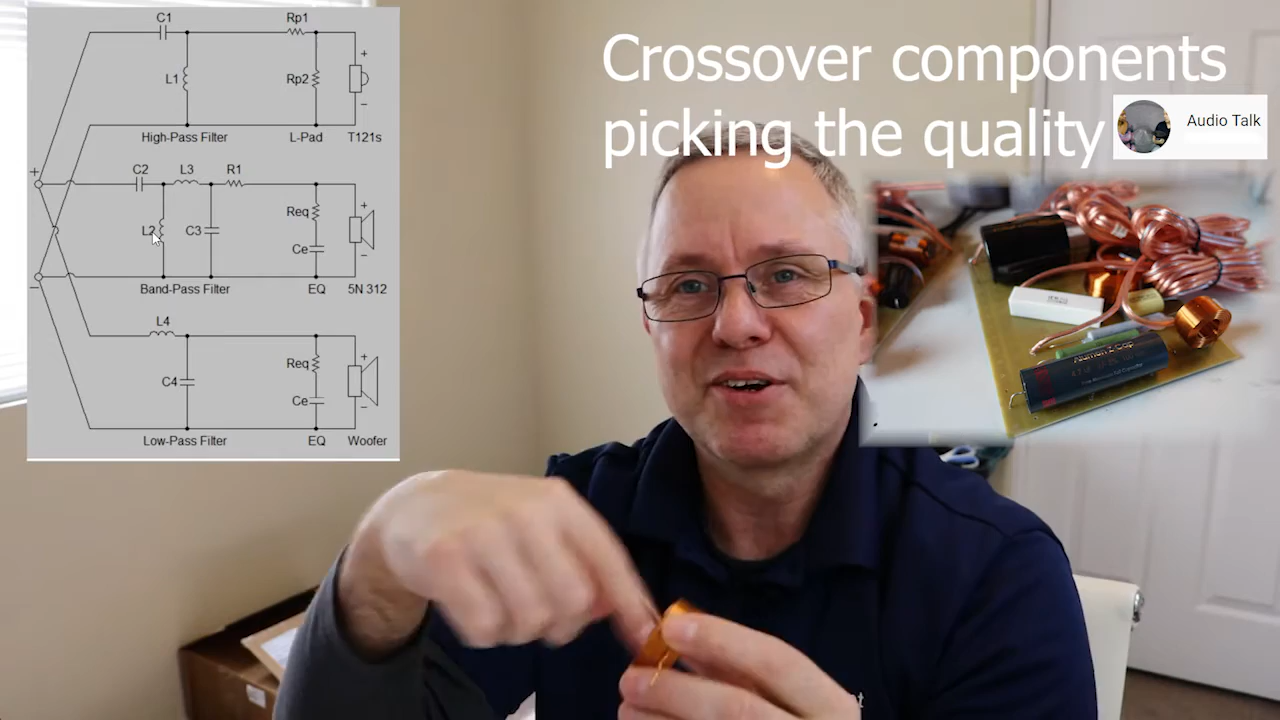 C1
Rp1
L1
Rp2
+
−
High-Pass Filter
L-Pad
T121s
C2
L3
R1
+
L2
C3
Req
Ce
+
−
−
Band-Pass Filter
EQ
5N 312
L4
C4
Req
Ce
+
−
Low-Pass Filter
EQ
Woofer
Crossover components
picking the quality
Audio Talk
Z-Cap